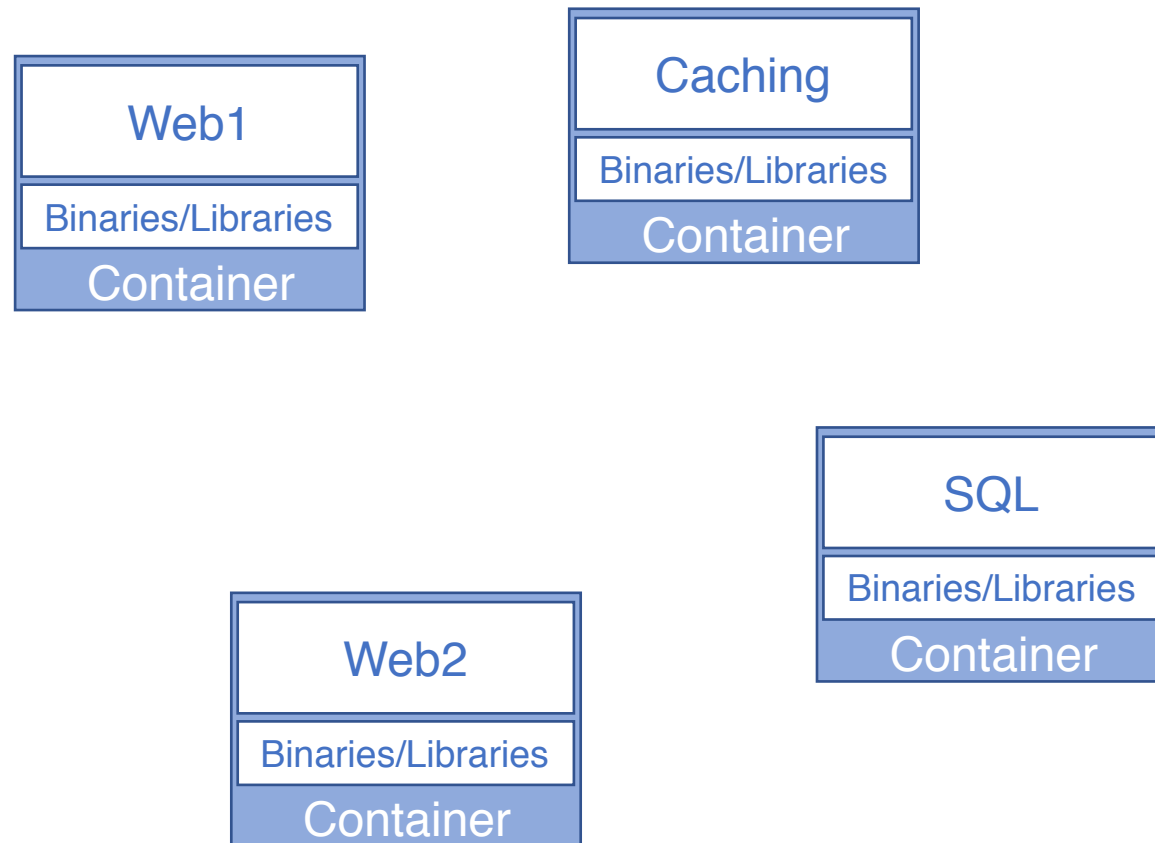 Web1
Binaries/Libraries
Container
Caching
Binaries/Libraries
Container
SQL
Binaries/Libraries
Container
Web2
Binaries/Libraries
Container